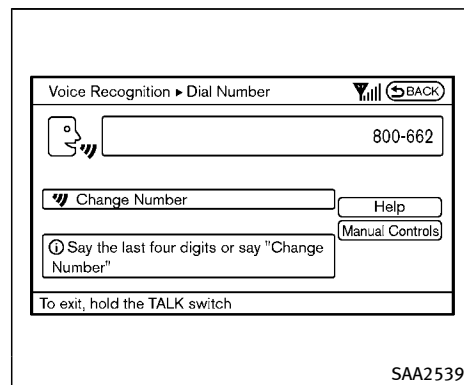 Voice Recognition ▸ Dial Number
BACK
800-662
Change Number
Help
Manual Controls
Say the last four digits or say "Change
Number"
To exit, hold the TALK switch
SAA2539